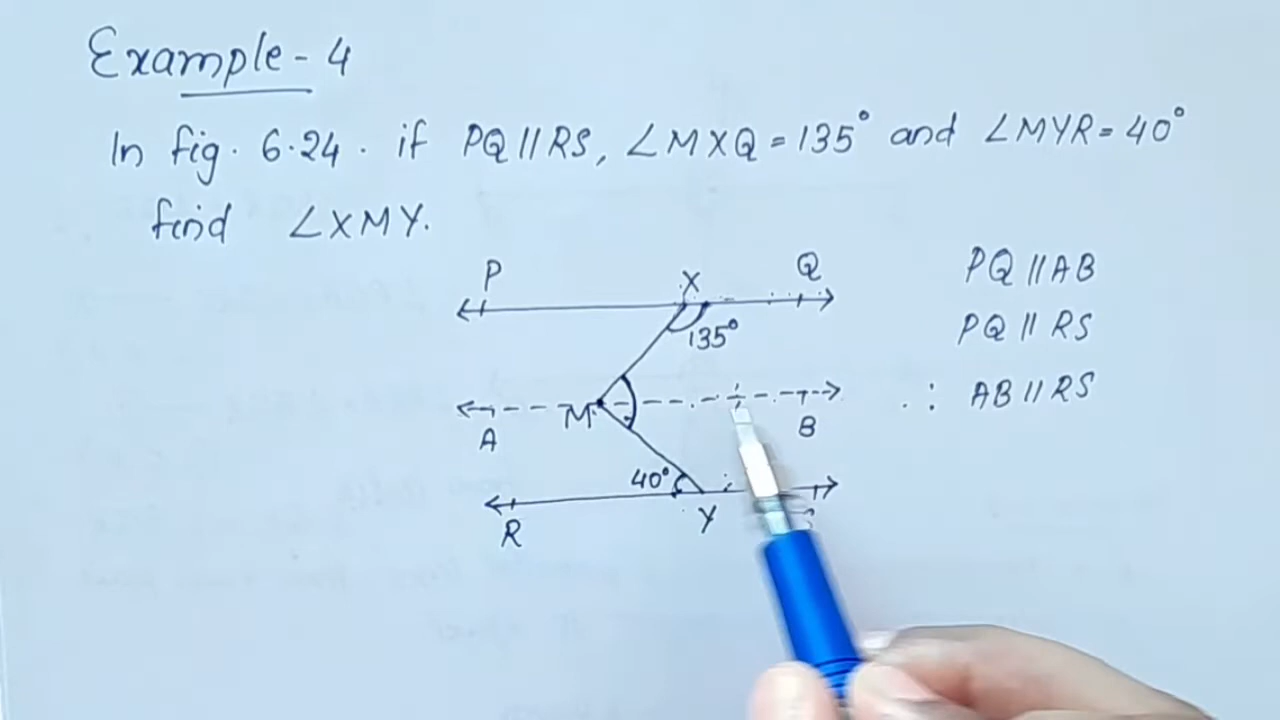 Example - 4
In fig. 6.24. if PQ || RS, ∠MXQ = 135° and ∠MYR = 40°
find ∠XMY.
P X Q
135°
M
A B
40°
R Y
PQ || AB
PQ || RS
∴ AB || RS